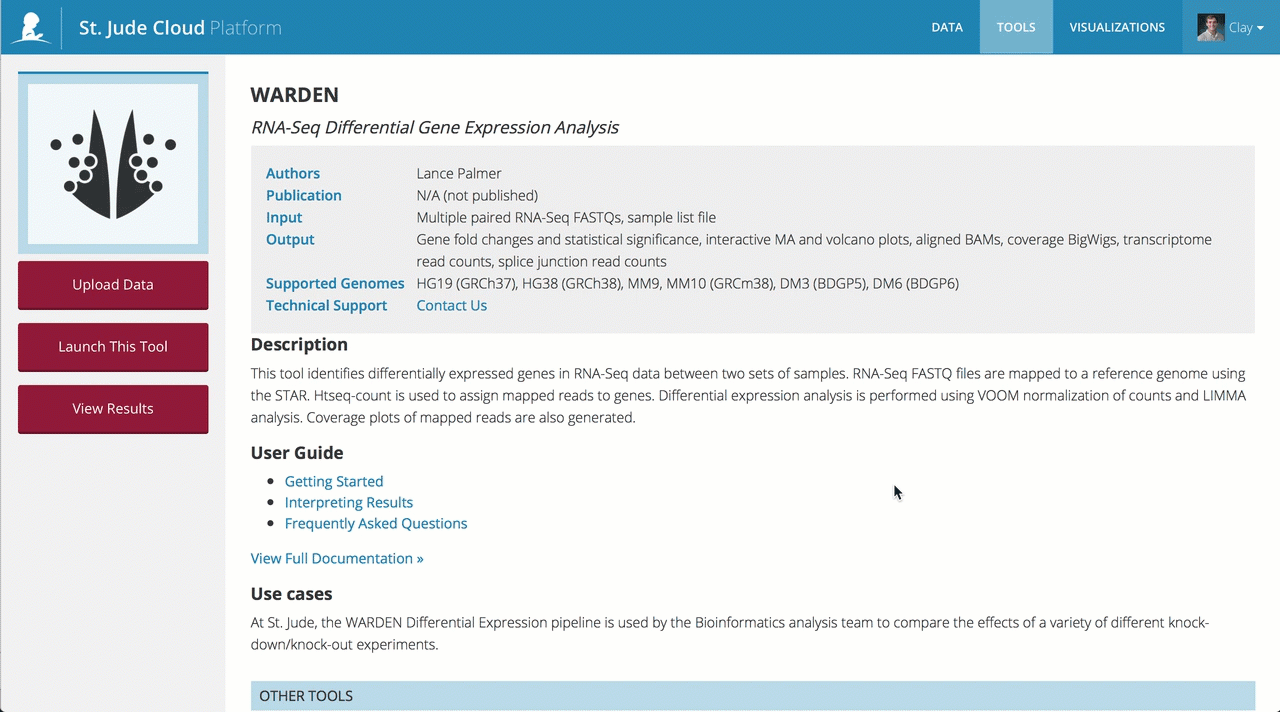 St. Jude Cloud Platform
DATA
TOOLS
VISUALIZATIONS
Clay
Upload Data
Launch This Tool
View Results
WARDEN
RNA-Seq Differential Gene Expression Analysis
Authors Lance Palmer
Publication N/A (not published)
Input Multiple paired RNA-Seq FASTQs, sample list file
Output Gene fold changes and statistical significance, interactive MA and volcano plots, aligned BAMs, coverage BigWigs, transcriptome
read counts, splice junction read counts
Supported Genomes HG19 (GRCh37), HG38 (GRCh38), MM9, MM10 (GRCm38), DM3 (BDGP5), DM6 (BDGP6)
Technical Support Contact Us
Description
This tool identifies differentially expressed genes in RNA-Seq data between two sets of samples. RNA-Seq FASTQ files are mapped to a reference genome using
the STAR. Htseq-count is used to assign mapped reads to genes. Differential expression analysis is performed using VOOM normalization of counts and LIMMA
analysis. Coverage plots of mapped reads are also generated.
User Guide
Getting Started
Interpreting Results
Frequently Asked Questions
View Full Documentation »
Use cases
At St. Jude, the WARDEN Differential Expression pipeline is used by the Bioinformatics analysis team to compare the effects of a variety of different knock-
down/knock-out experiments.
OTHER TOOLS